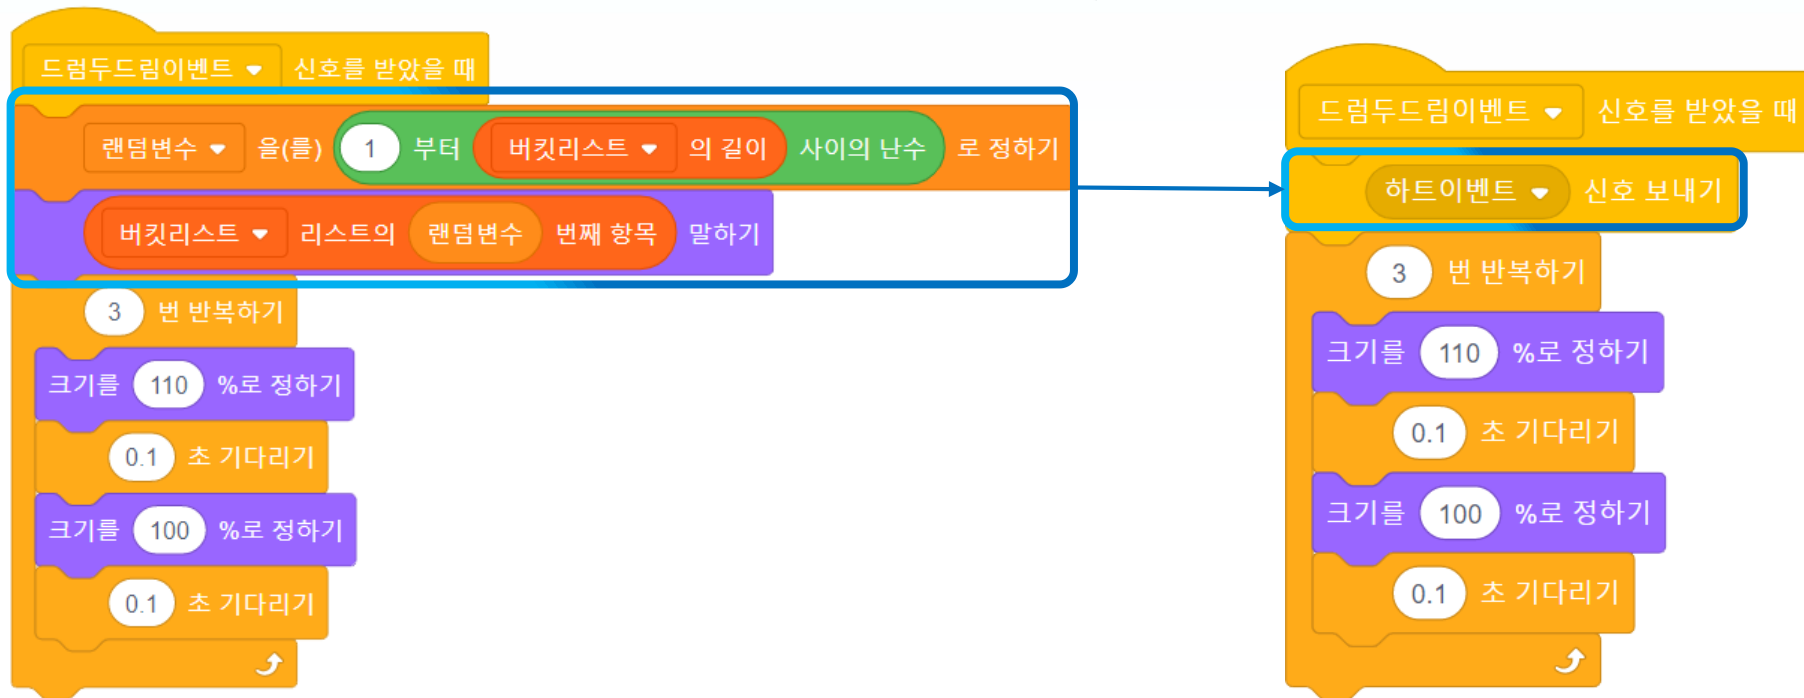 드럼두드림이벤트 신호를 받았을 때
랜덤변수 을(를) 1 부터 버킷리스트 의 길이 사이의 난수 로 정하기
버킷리스트 리스트의 랜덤변수 번째 항목 말하기
3 번 반복하기
크기를 110 %로 정하기
0.1 초 기다리기
크기를 100 %로 정하기
0.1 초 기다리기
드럼두드림이벤트 신호를 받았을 때
하트이벤트 신호 보내기
3 번 반복하기
크기를 110 %로 정하기
0.1 초 기다리기
크기를 100 %로 정하기
0.1 초 기다리기